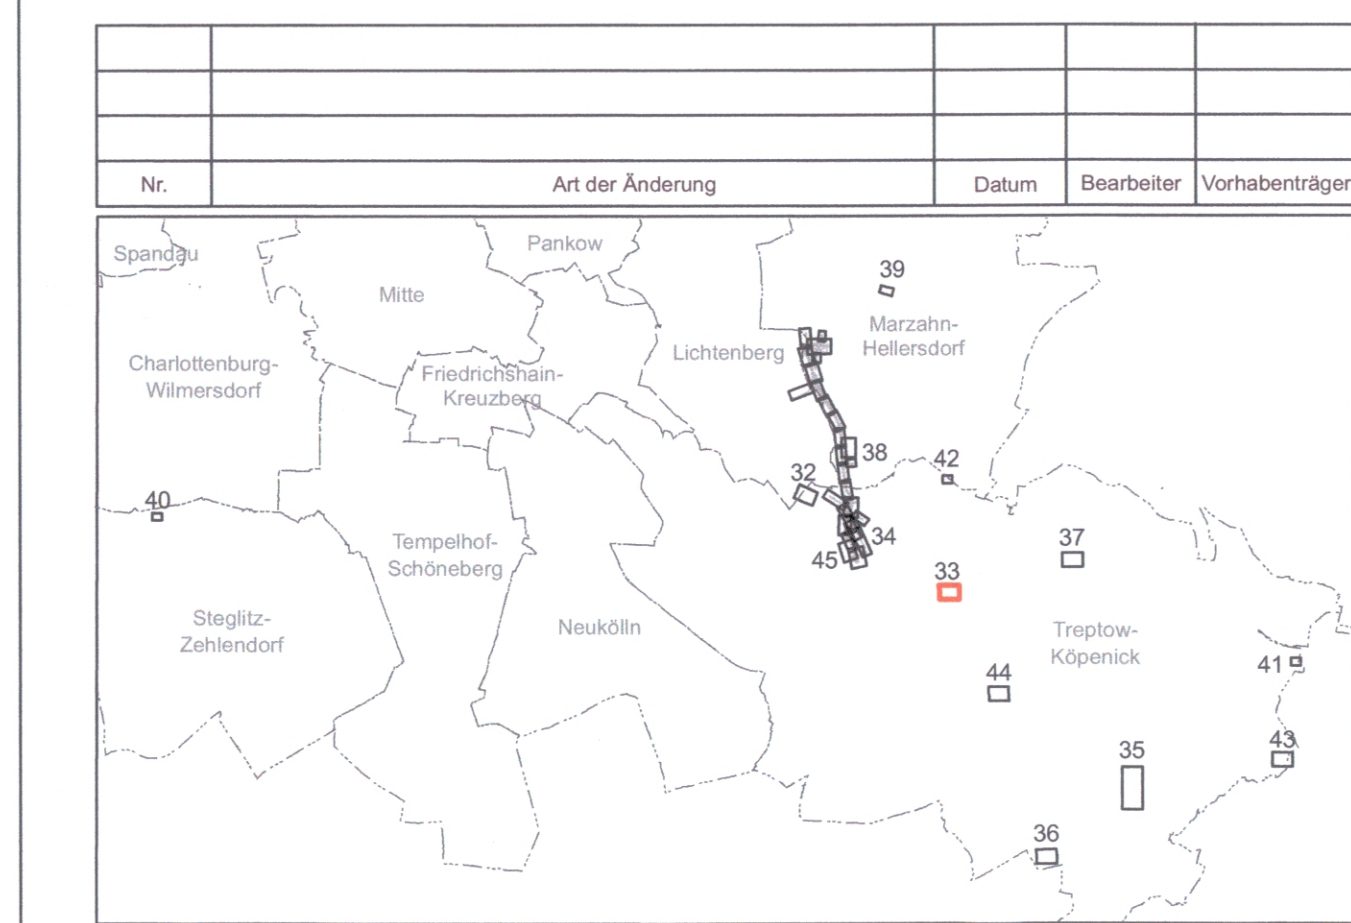 Nr. Art der Änderung Datum Bearbeiter Vorhabenträger
Spandau
Pankow
Mitte
39
Marzahn-
Hellersdorf
Lichtenberg
Charlottenburg-
Wilmersdorf
Friedrichshain-
Kreuzberg
38
42
32
40
34
45
37
33
Tempelhof-
Schöneberg
Steglitz-
Zehlendorf
Neukölln
Treptow-
Köpenick
41
44
43
35
36